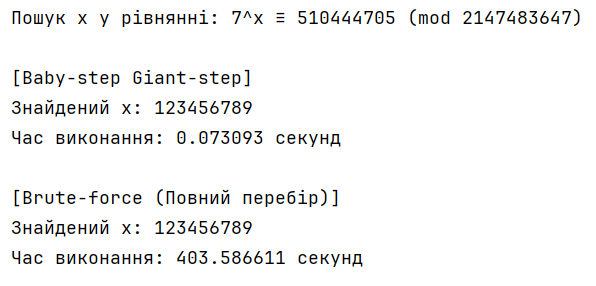 Пошук x у рівнянні: 7^x ≡ 510444705 (mod 2147483647)
[Baby-step Giant-step]
Знайдений x: 123456789
Час виконання: 0.073093 секунд
[Brute-force (Повний перебір)]
Знайдений x: 123456789
Час виконання: 403.586611 секунд